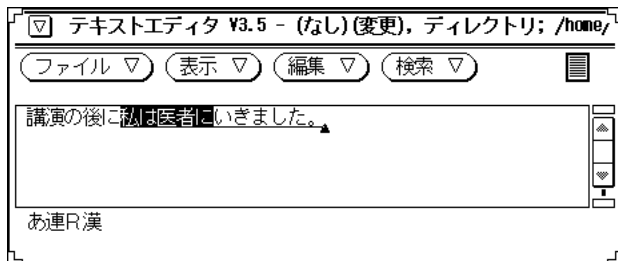 テキストエディタ ¥3.5 - (なし)(変更), ディレクトリ; /home/
ファイル ▽ 表示 ▽ 編集 ▽ 検索 ▽
講演の後に私は医者にいきました。
あ連R漢